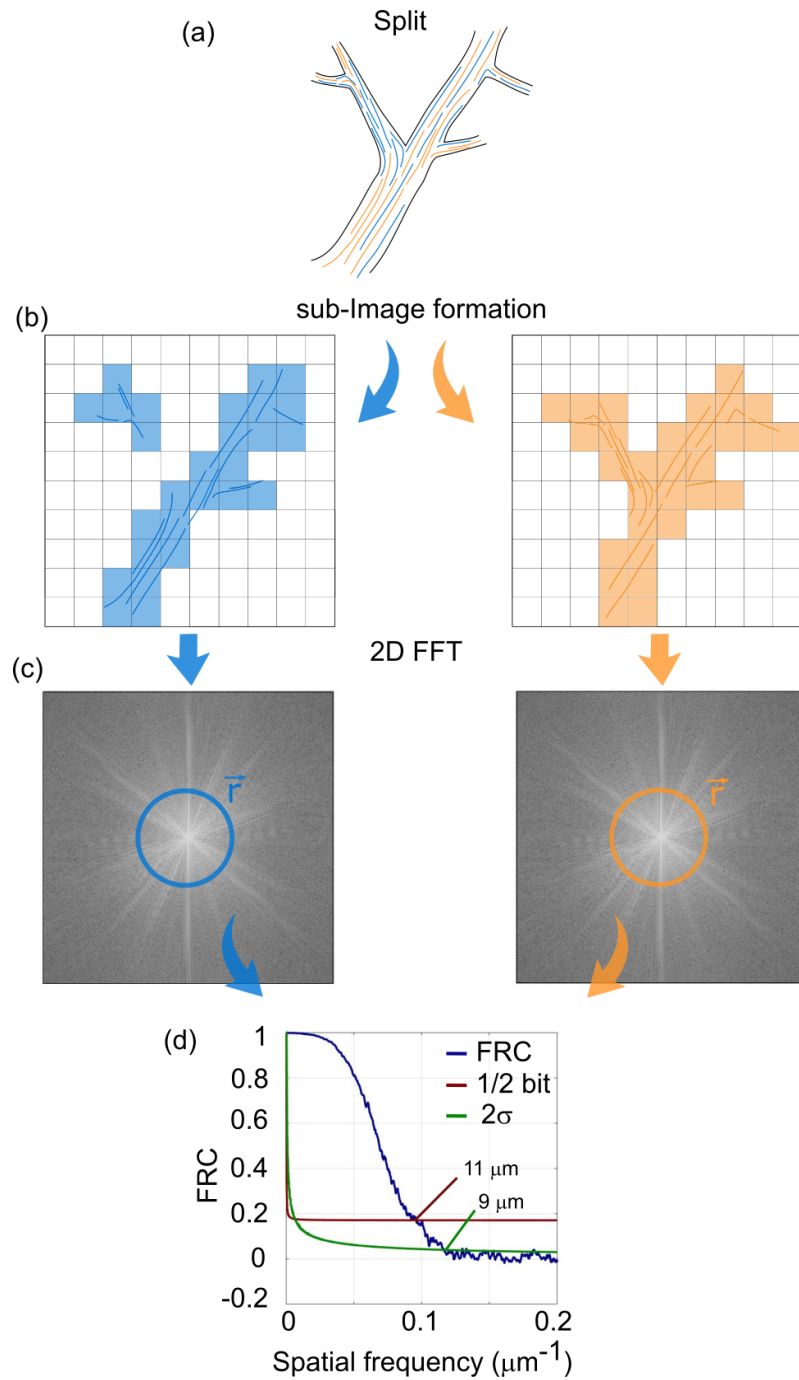 (a) Split
sub-Image formation
(b)
2D FFT
(c)
r
r
(d)
1
0.8
0.6
0.4
0.2
0
-0.2
FRC
FRC
1/2 bit
2σ
11 μm
9 μm
0 0.1 0.2
Spatial frequency (μm⁻¹)